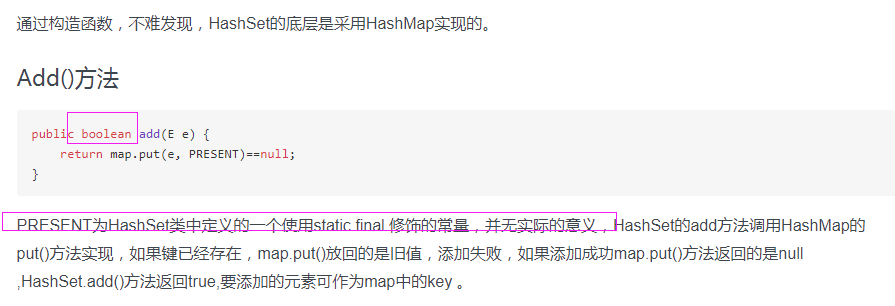 通过构造函数，不难发现，HashSet的底层是采用HashMap实现的。
Add()方法
public boolean add(E e) {
return map.put(e, PRESENT)==null;
}
PRESENT为HashSet类中定义的一个使用static final 修饰的常量，并无实际的意义，HashSet的add方法调用HashMap的
put()方法实现，如果键已经存在，map.put()放回的是旧值，添加失败，如果添加成功map.put()方法返回的是null
,HashSet.add()方法返回true,要添加的元素可作为map中的key 。